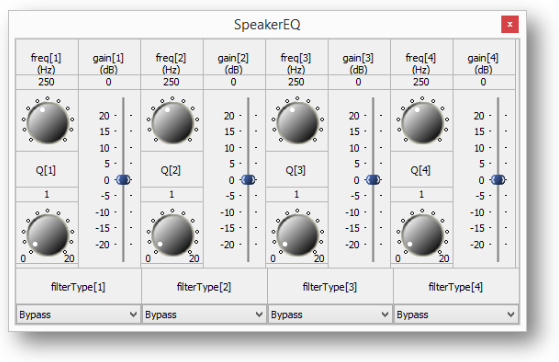 SpeakerEQ
x
freq[1] gain[1] freq[2] gain[2] freq[3] gain[3] freq[4] gain[4]
(Hz) (dB) (Hz) (dB) (Hz) (dB) (Hz) (dB)
250 0 250 0 250 0 250 0
20 20 20 20
15 15 15 15
10 10 10 10
5 5 5 5
Q[1] Q[2] Q[3] Q[4]
0 0 0 0
1 -5 1 -5 1 -5 1 -5
-10 -10 -10 -10
-15 -15 -15 -15
-20 -20 -20 -20
0 20 0 20 0 20 0 20
filterType[1] filterType[2] filterType[3] filterType[4]
Bypass Bypass Bypass Bypass